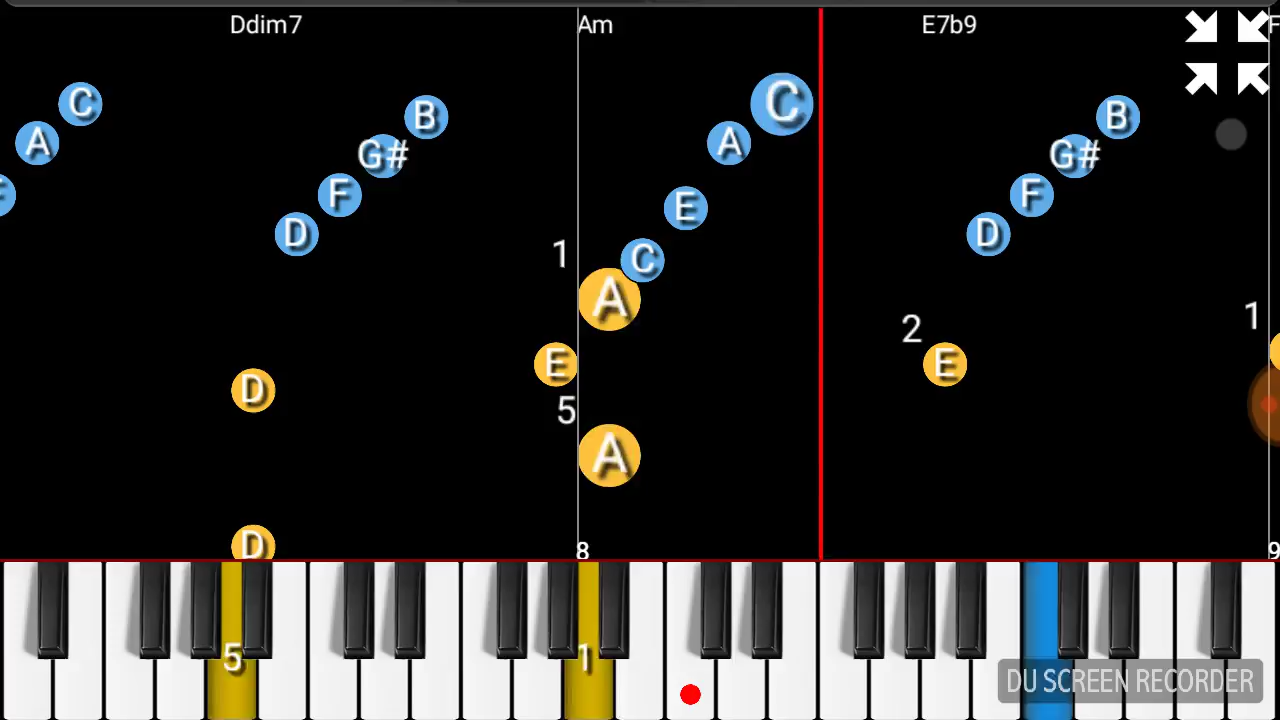 Ddim7 Am E7b9 F
C B C B
A G# A G#
F D F E D F
1 A C
2 1
D E E
5 A
D 8 9
5 1
DU SCREEN RECORDER